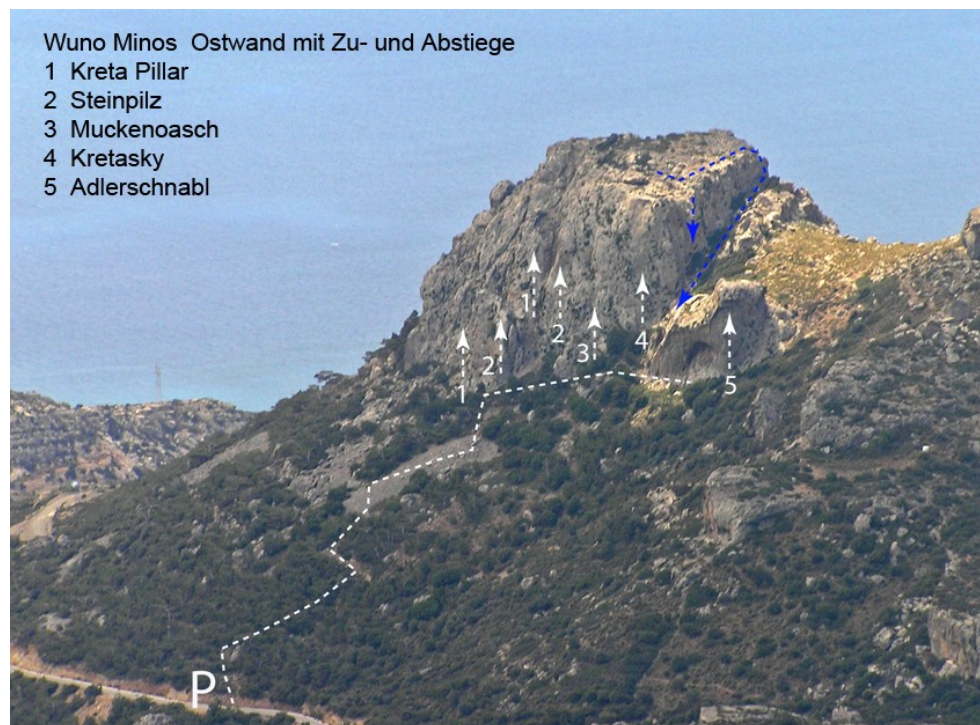 Wuno Minos Ostwand mit Zu- und Abstiege
1 Kreta Pillar
2 Steinpilz
3 Muckenoasch
4 Kretasky
5 Adlerschnabl
1
2
1
2
3
4
5
P